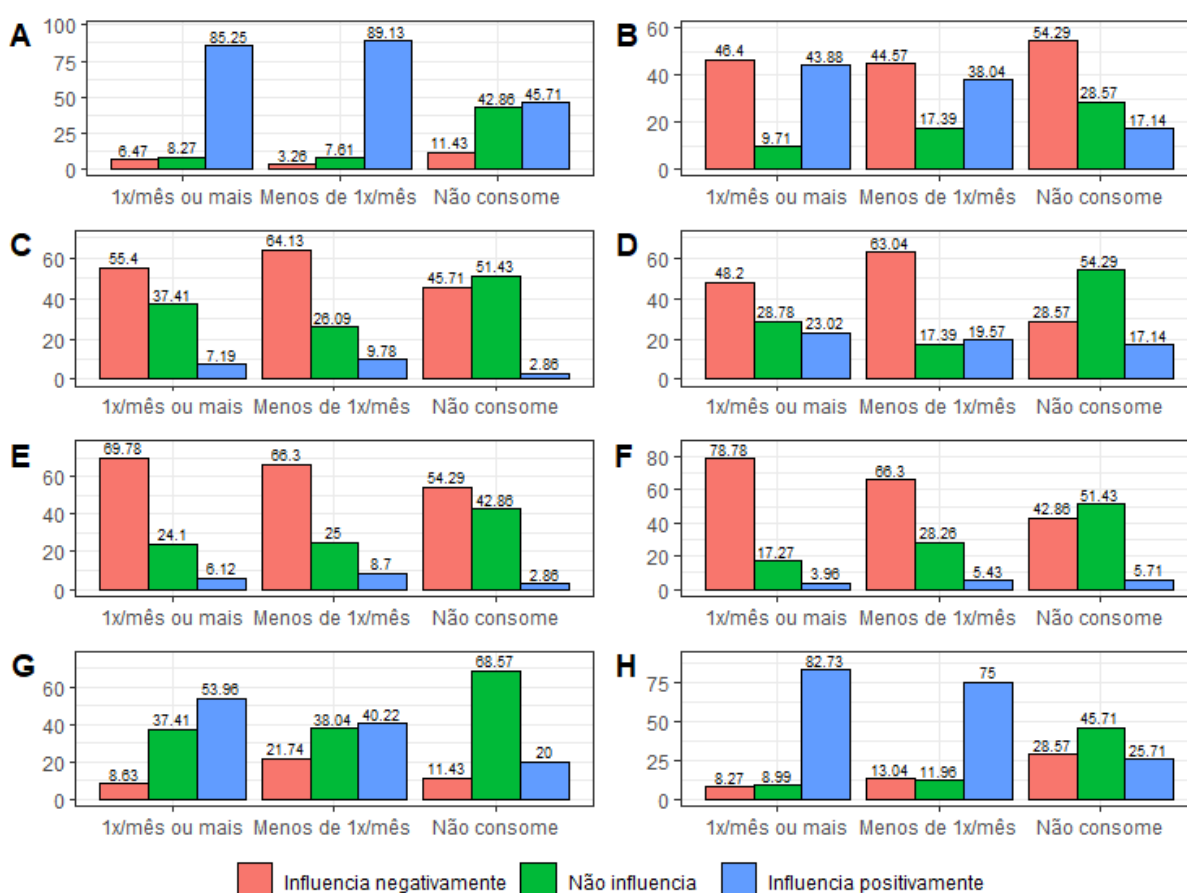 A
100
75
50
25
0
6.47 8.27 85.25 3.26 7.61 89.13 11.43 42.86 45.71
1x/mês ou mais Menos de 1x/mês Não consome
B
60
40
20
0
46.4 9.71 43.88 44.57 17.39 38.04 54.29 28.57 17.14
1x/mês ou mais Menos de 1x/mês Não consome
C
60
40
20
0
55.4 37.41 7.19 64.13 26.09 9.78 45.71 51.43 2.86
1x/mês ou mais Menos de 1x/mês Não consome
D
60
40
20
0
48.2 28.78 23.02 63.04 17.39 19.57 28.57 54.29 17.14
1x/mês ou mais Menos de 1x/mês Não consome
E
60
40
20
0
69.78 24.1 6.12 66.3 25 8.7 54.29 42.86 2.86
1x/mês ou mais Menos de 1x/mês Não consome
F
80
60
40
20
0
78.78 17.27 3.96 66.3 28.26 5.43 42.86 51.43 5.71
1x/mês ou mais Menos de 1x/mês Não consome
G
60
40
20
0
8.63 37.41 53.96 21.74 38.04 40.22 11.43 68.57 20
1x/mês ou mais Menos de 1x/mês Não consome
H
75
50
25
0
8.27 8.99 82.73 13.04 11.96 75 28.57 45.71 25.71
1x/mês ou mais Menos de 1x/mês Não consome
Influencia negativamente Não influencia Influencia positivamente